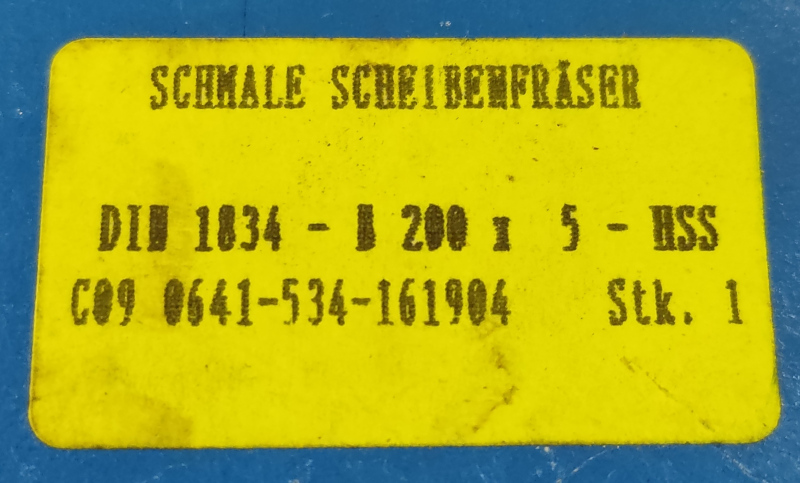 SCHMALE SCHEIBENFRÄSER
DIN 1834 - B 200 x 5 - HSS
C09 0641-534-161904 Stk. 1